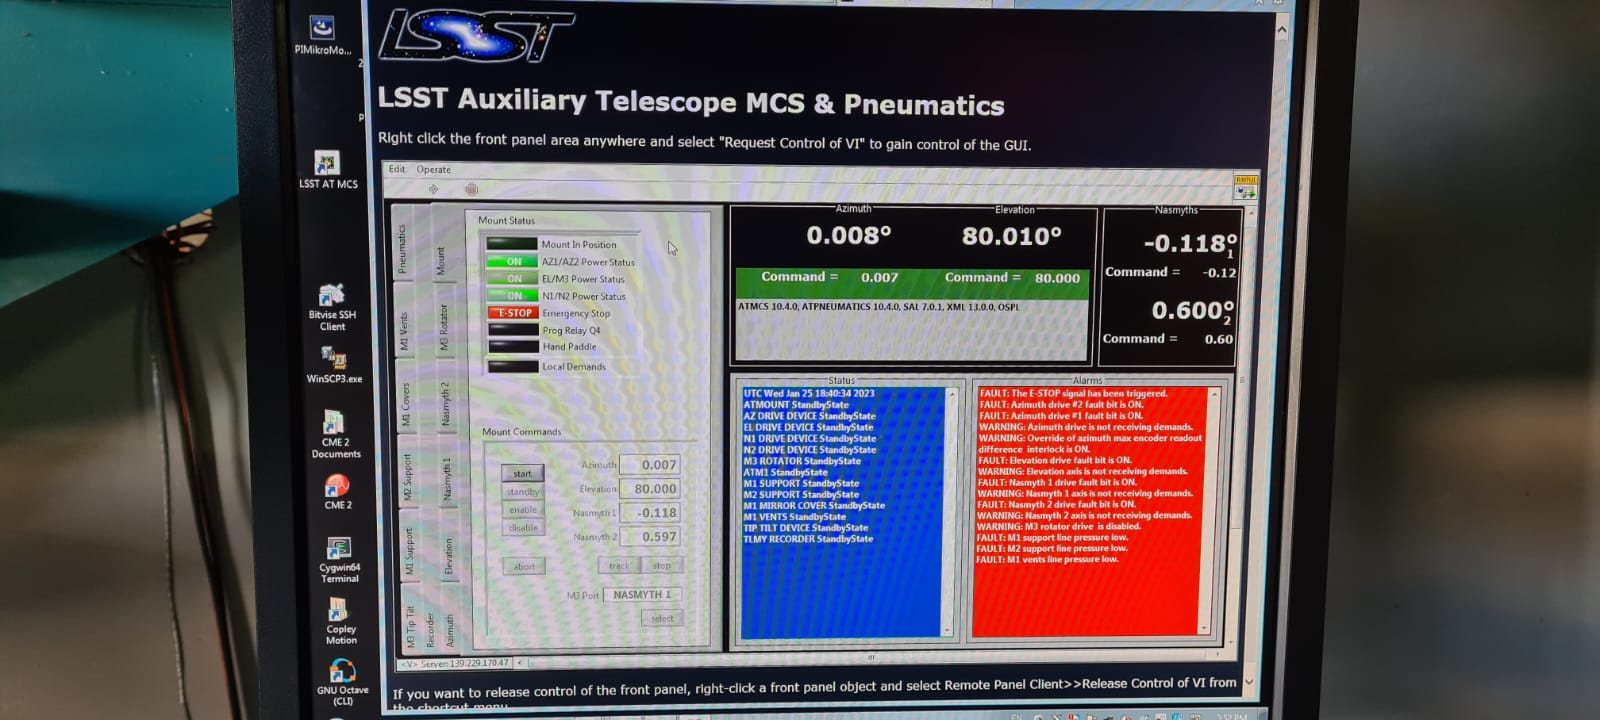 PIMikroMo...
LSST AT MCS
Bitvise SSH
Client
WinSCP3.exe
CME 2
Documents
CME 2
Cygwin64
Terminal
Copley
Motion
GNU Octave
(CLI)
LSST
LSST Auxiliary Telescope MCS & Pneumatics
Right click the front panel area anywhere and select "Request Control of VI" to gain control of the GUI.
Edit Operate
Pneumatics
M1 Vents
M1 Covers
M2 Support
M1 Support
M3 Tip Tilt
Mount
M3 Rotator
Nasmyth 2
Nasmyth 1
Elevation
Azimuth
Recorder
Mount Status
Mount In Position
ON AZ1/AZ2 Power Status
ON EL/M3 Power Status
ON N1/N2 Power Status
E-STOP Emergency Stop
Prog Relay Q4
Hand Paddle
Local Demands
Mount Commands
start
standby
enable
disable
abort
Azimuth 0.007
Elevation 80.000
Nasmyth 1 -0.118
Nasmyth 2 0.597
track stop
M3 Port NASMYTH 1
select
Azimuth Elevation
0.008° 80.010°
Command = 0.007 Command = 80.000
ATMCS 10.4.0, ATPNEUMATICS 10.4.0, SAL 7.0.1, XML 13.0.0, OSPL
Nasmyths
-0.118° 1
Command = -0.12
0.600° 2
Command = 0.60
Status
UTC Wed Jan 25 18:40:34 2023
ATMOUNT StandbyState
AZ DRIVE DEVICE StandbyState
EL DRIVE DEVICE StandbyState
N1 DRIVE DEVICE StandbyState
N2 DRIVE DEVICE StandbyState
M3 ROTATOR StandbyState
ATM1 StandbyState
M1 SUPPORT StandbyState
M2 SUPPORT StandbyState
M1 MIRROR COVER StandbyState
M1 VENTS StandbyState
TIP TILT DEVICE StandbyState
TLMY RECORDER StandbyState
Alarms
FAULT: The E-STOP signal has been triggered.
FAULT: Azimuth drive #2 fault bit is ON.
FAULT: Azimuth drive #1 fault bit is ON.
WARNING: Azimuth drive is not receiving demands.
WARNING: Override of azimuth max encoder readout
difference interlock is ON.
FAULT: Elevation drive fault bit is ON.
WARNING: Elevation axis is not receiving demands.
FAULT: Nasmyth 1 drive fault bit is ON.
WARNING: Nasmyth 1 axis is not receiving demands.
FAULT: Nasmyth 2 drive fault bit is ON.
WARNING: Nasmyth 2 axis is not receiving demands.
WARNING: M3 rotator drive is disabled.
FAULT: M1 support line pressure low.
FAULT: M2 support line pressure low.
FAULT: M1 vents line pressure low.
<V> Server: 139.229.170.47
If you want to release control of the front panel, right-click a front panel object and select Remote Panel Client>>Release Control of VI from
the shortcut menu
EN 3:52 PM